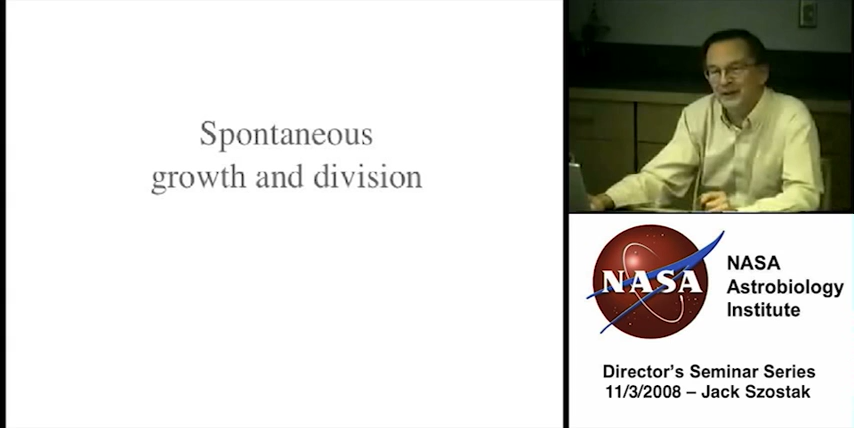 Spontaneous
growth and division
NASA
NASA
Astrobiology
Institute
Director's Seminar Series
11/3/2008 – Jack Szostak